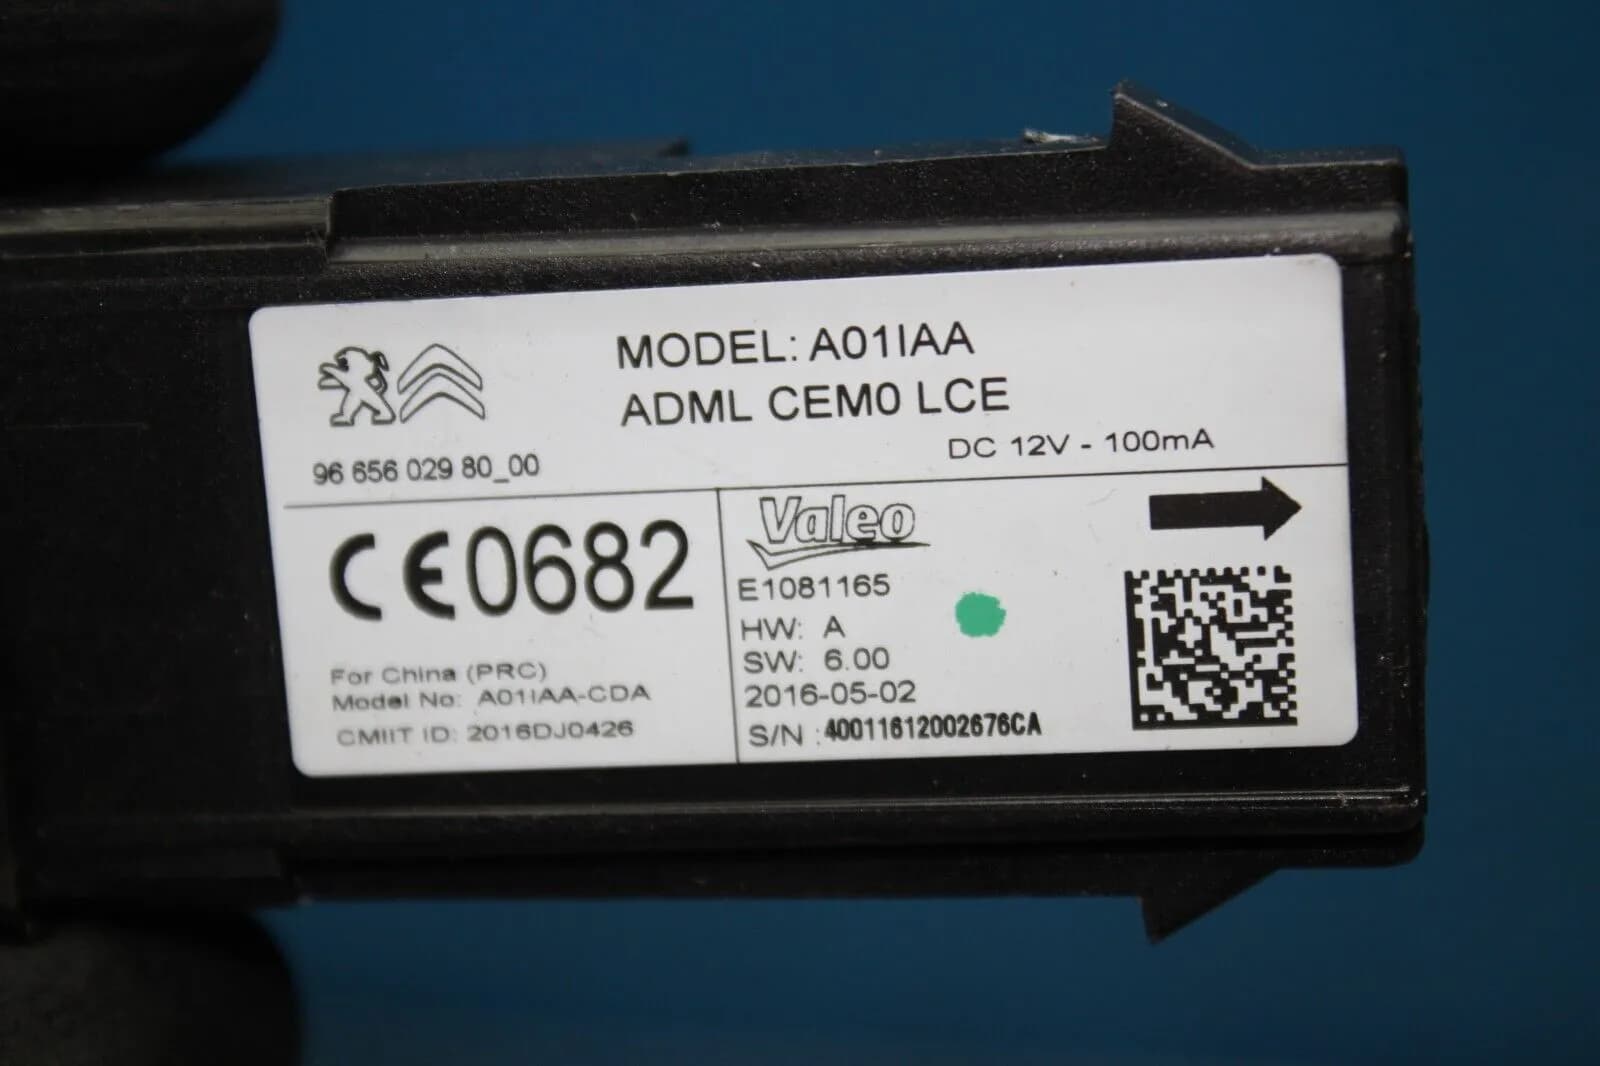 MODEL: A01IAA
ADML CEM0 LCE
DC 12V - 100mA
96 656 029 80_00
CE0682
For China (PRC)
Model No: A01IAA-CDA
CMIIT ID: 2016DJ0426
Valeo
E1081165
HW: A
SW: 6.00
2016-05-02
S/N :40011612002676CA